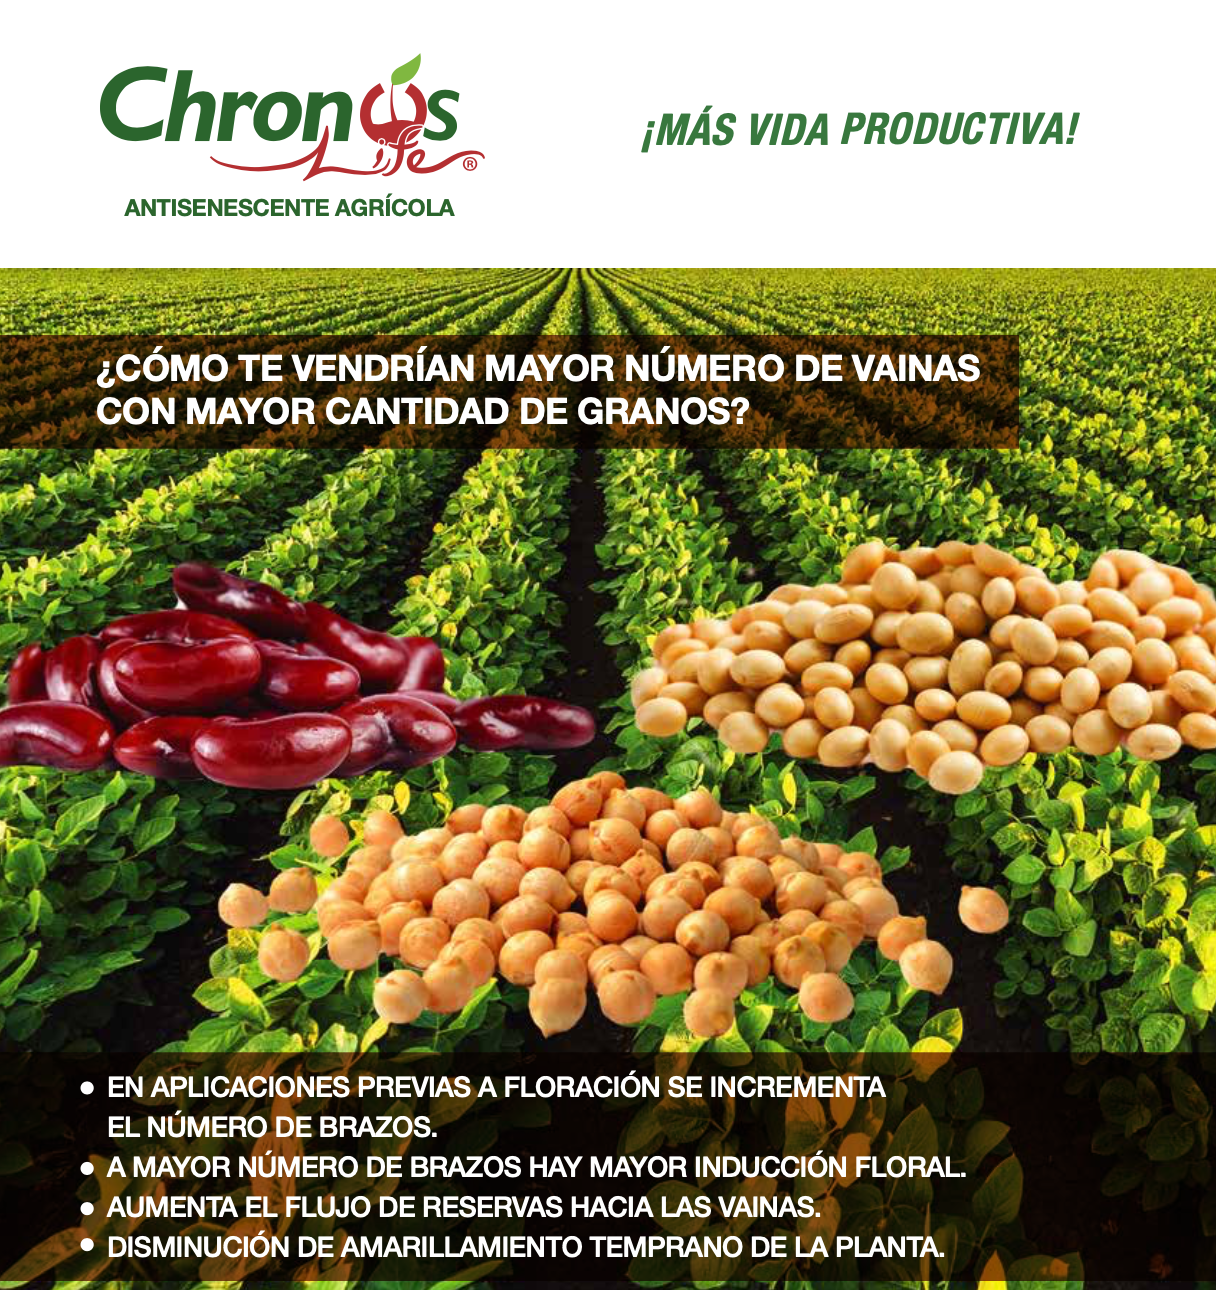 Chronos
Life®
ANTISENESCENTE AGRÍCOLA
¡MÁS VIDA PRODUCTIVA!
¿CÓMO TE VENDRÍAN MAYOR NÚMERO DE VAINAS
CON MAYOR CANTIDAD DE GRANOS?
• EN APLICACIONES PREVIAS A FLORACIÓN SE INCREMENTA
EL NÚMERO DE BRAZOS.
• A MAYOR NÚMERO DE BRAZOS HAY MAYOR INDUCCIÓN FLORAL.
• AUMENTA EL FLUJO DE RESERVAS HACIA LAS VAINAS.
• DISMINUCIÓN DE AMARILLAMIENTO TEMPRANO DE LA PLANTA.